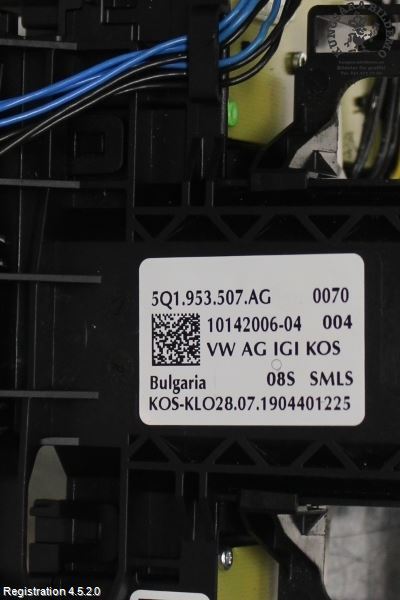 5Q1.953.507.AG 0070
10142006-04 004
VW AG IGI KOS
Bulgaria 08S SMLS
KOS-KLO28.07.1904401225
Registration 4.5.2.0